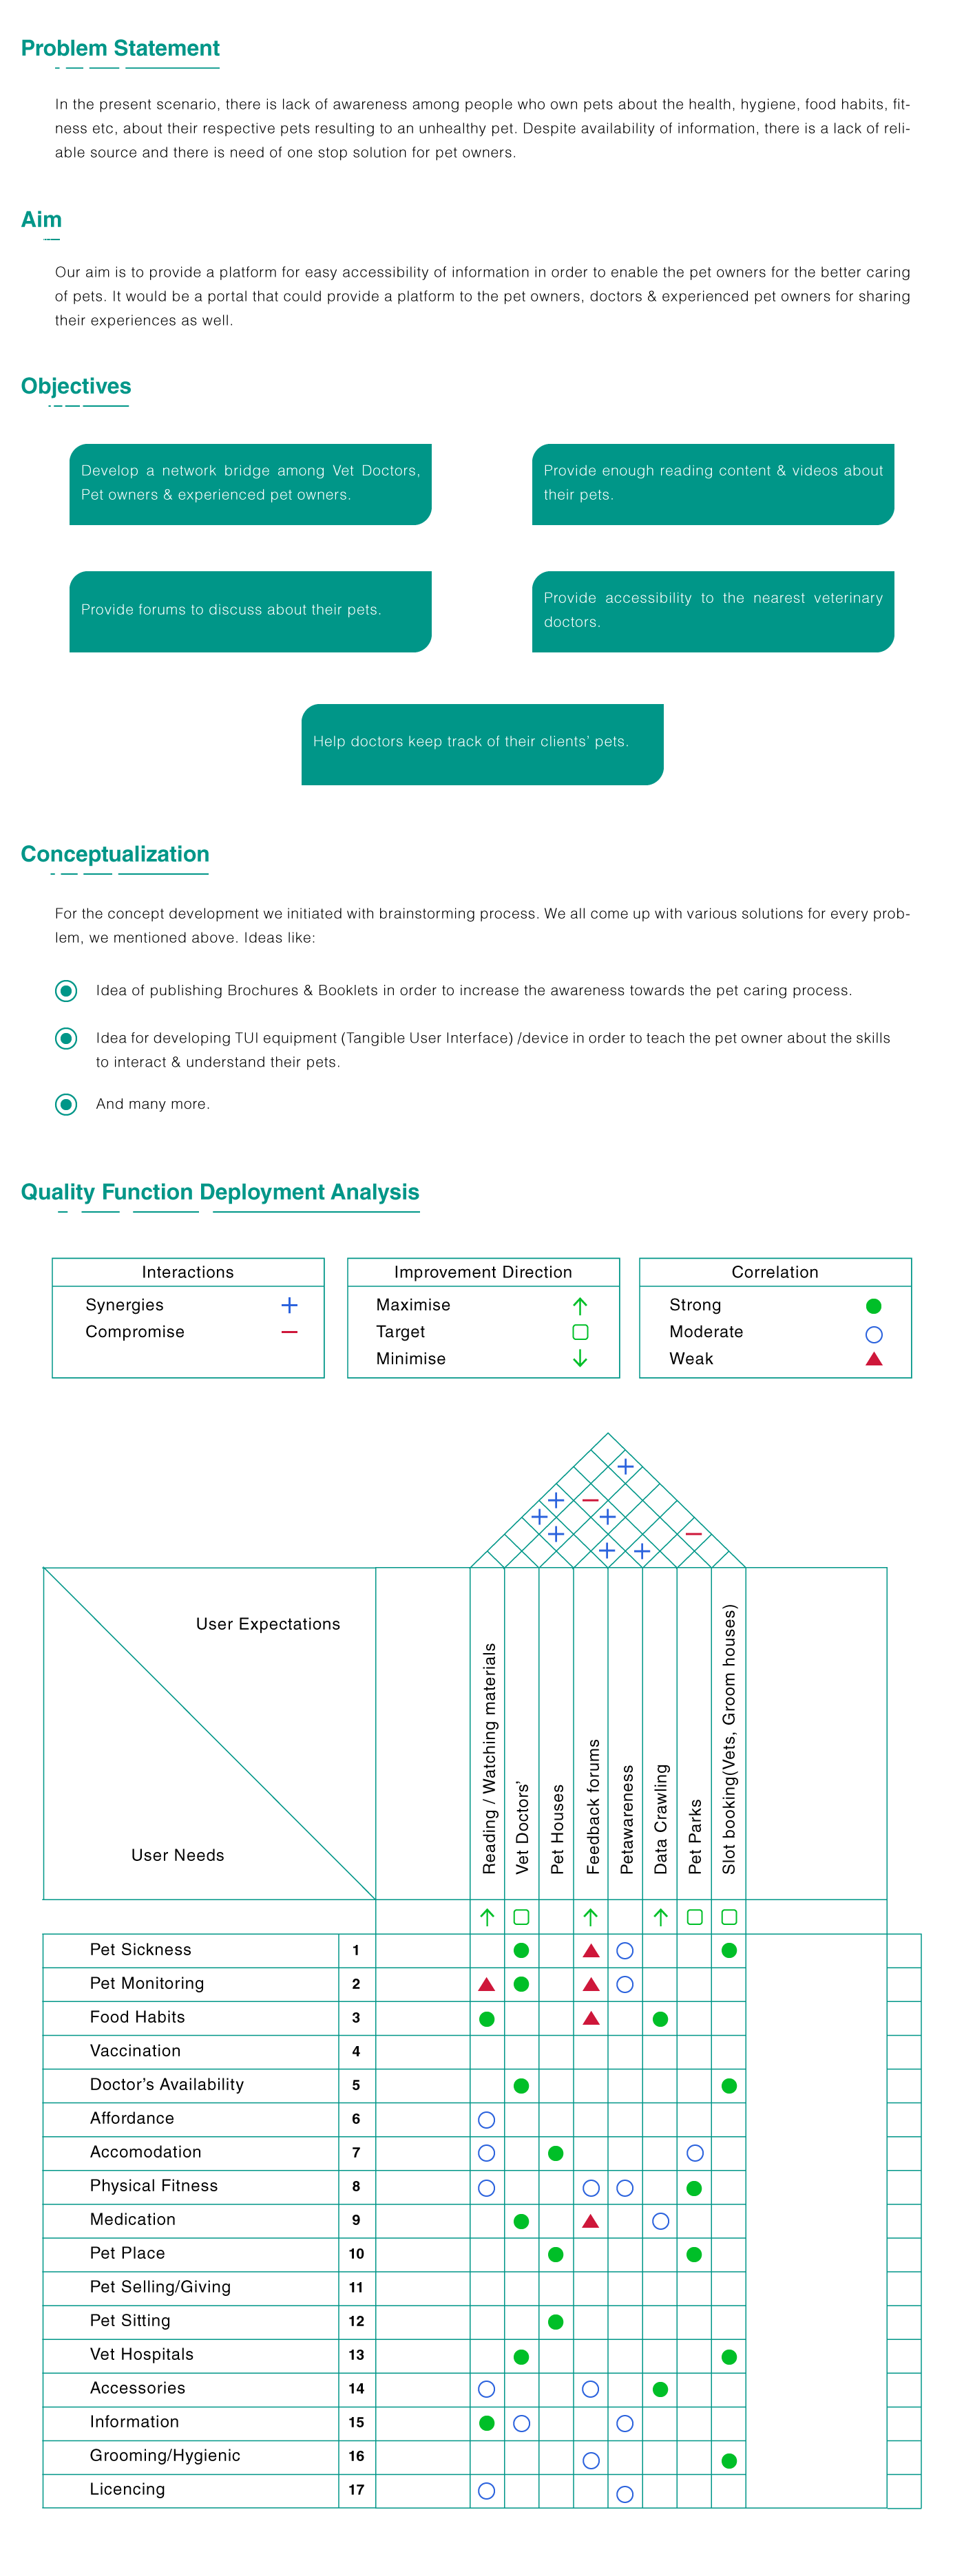 Problem Statement
In the present scenario, there is lack of awareness among people who own pets about the health, hygiene, food habits, fit-
ness etc, about their respective pets resulting to an unhealthy pet. Despite availability of information, there is a lack of reli-
able source and there is need of one stop solution for pet owners.
Aim
Our aim is to provide a platform for easy accessibility of information in order to enable the pet owners for the better caring
of pets. It would be a portal that could provide a platform to the pet owners, doctors & experienced pet owners for sharing
their experiences as well.
Objectives
Develop a network bridge among Vet Doctors,
Pet owners & experienced pet owners.
Provide enough reading content & videos about
their pets.
Provide forums to discuss about their pets.
Provide accessibility to the nearest veterinary
doctors.
Help doctors keep track of their clients' pets.
Conceptualization
For the concept development we initiated with brainstorming process. We all come up with various solutions for every prob-
lem, we mentioned above. Ideas like:
Idea of publishing Brochures & Booklets in order to increase the awareness towards the pet caring process.
Idea for developing TUI equipment (Tangible User Interface) /device in order to teach the pet owner about the skills
to interact & understand their pets.
And many more.
Quality Function Deployment Analysis
Interactions
Synergies +
Compromise −
Improvement Direction
Maximise ↑
Target
Minimise ↓
Correlation
Strong
Moderate
Weak
User Expectations
User Needs
Reading / Watching materials
Vet Doctors'
Pet Houses
Feedback forums
Petawareness
Data Crawling
Pet Parks
Slot booking(Vets, Groom houses)
Pet Sickness 1
Pet Monitoring 2
Food Habits 3
Vaccination 4
Doctor's Availability 5
Affordance 6
Accomodation 7
Physical Fitness 8
Medication 9
Pet Place 10
Pet Selling/Giving 11
Pet Sitting 12
Vet Hospitals 13
Accessories 14
Information 15
Grooming/Hygienic 16
Licencing 17